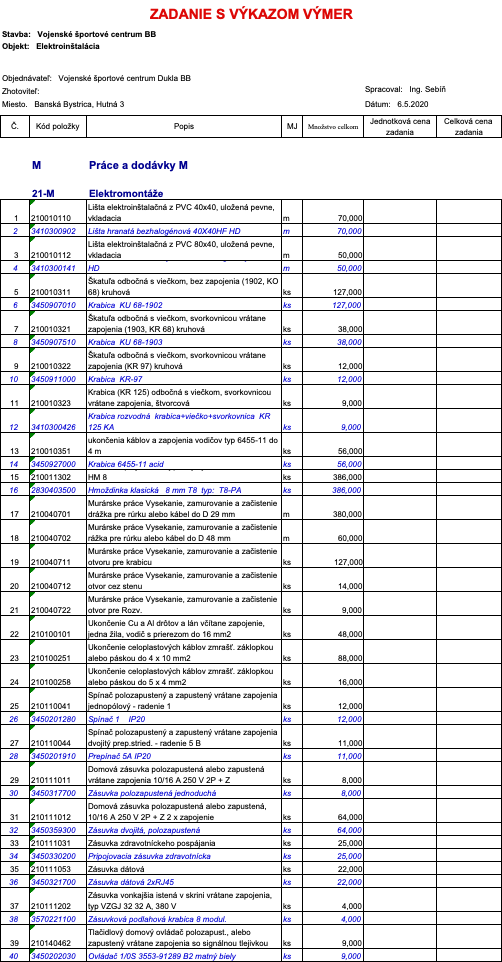 ZADANIE S VÝKAZOM VÝMER
Stavba: Vojenské športové centrum BB
Objekt: Elektroinštalácia
Objednávateľ: Vojenské športové centrum Dukla BB
Zhotoviteľ: Spracoval: Ing. Sebíň
Miesto. Banská Bystrica, Hutná 3 Dátum: 6.5.2020
Č. Kód položky Popis MJ Množstvo celkom Jednotková cena zadania Celková cena zadania
M Práce a dodávky M
21-M Elektromontáže
Lišta elektroinštalačná z PVC 40x40, uložená pevne,
1 210010110 vkladacia m 70,000
2 3410300902 Lišta hranatá bezhalogénová 40X40HF HD m 70,000
Lišta elektroinštalačná z PVC 80x40, uložená pevne,
3 210010112 vkladacia m 50,000
4 3410300141 HD m 50,000
Škatuľa odbočná s viečkom, bez zapojenia (1902, KO
5 210010311 68) kruhová ks 127,000
6 3450907010 Krabica KU 68-1902 ks 127,000
Škatuľa odbočná s viečkom, svorkovnicou vrátane
7 210010321 zapojenia (1903, KR 68) kruhová ks 38,000
8 3450907510 Krabica KU 68-1903 ks 38,000
Škatuľa odbočná s viečkom, svorkovnicou vrátane
9 210010322 zapojenia (KR 97) kruhová ks 12,000
10 3450911000 Krabica KR-97 ks 12,000
Krabica (KR 125) odbočná s viečkom, svorkovnicou
11 210010323 vrátane zapojenia, štvorcová ks 9,000
Krabica rozvodná krabica+viečko+svorkovnica KR
12 3410300426 125 KA ks 9,000
ukončenia káblov a zapojenia vodičov typ 6455-11 do
13 210010351 4 m ks 56,000
14 3450927000 Krabica 6455-11 acid ks 56,000
15 210011302 HM 8 ks 386,000
16 2830403500 Hmoždinka klasická 8 mm T8 typ: T8-PA ks 386,000
Murárske práce Vysekanie, zamurovanie a začistenie
17 210040701 drážka pre rúrku alebo kábel do D 29 mm m 380,000
Murárske práce Vysekanie, zamurovanie a začistenie
18 210040702 rážka pre rúrku alebo kábel do D 48 mm m 60,000
Murárske práce Vysekanie, zamurovanie a začistenie
19 210040711 otvoru pre krabicu ks 127,000
Murárske práce Vysekanie, zamurovanie a začistenie
20 210040712 otvor cez stenu ks 14,000
Murárske práce Vysekanie, zamurovanie a začistenie
21 210040722 otvor pre Rozv. ks 9,000
Ukončenie Cu a Al drôtov a lán včítane zapojenie,
22 210100101 jedna žila, vodič s prierezom do 16 mm2 ks 48,000
Ukončenie celoplastových káblov zmrašť. záklopkou
23 210100251 alebo páskou do 4 x 10 mm2 ks 88,000
Ukončenie celoplastových káblov zmrašť. záklopkou
24 210100258 alebo páskou do 5 x 4 mm2 ks 16,000
Spínač polozapustený a zapustený vrátane zapojenia
25 210110041 jednopólový - radenie 1 ks 12,000
26 3450201280 Spínač 1 IP20 ks 12,000
Spínač polozapustený a zapustený vrátane zapojenia
27 210110044 dvojitý prep.stried. - radenie 5 B ks 11,000
28 3450201910 Prepínač 5A IP20 ks 11,000
Domová zásuvka polozapustená alebo zapustená
29 210111011 vrátane zapojenia 10/16 A 250 V 2P + Z ks 8,000
30 3450317700 Zásuvka polozapustená jednoduchá ks 8,000
Domová zásuvka polozapustená alebo zapustená,
31 210111012 10/16 A 250 V 2P + Z 2 x zapojenie ks 64,000
32 3450359300 Zásuvka dvojitá, polozapustená ks 64,000
33 210111031 Zásuvka zdravotníckeho pospájania ks 25,000
34 3450330200 Pripojovacia zásuvka zdravotnícka ks 25,000
35 210111053 Zásuvka dátová ks 22,000
36 3450321700 Zásuvka dátová 2xRJ45 ks 22,000
Zásuvka vonkajšia istená v skrini vrátane zapojenia,
37 210111202 typ VZGJ 32 32 A, 380 V ks 4,000
38 3570221100 Zásuvková podlahová krabica 8 modul. ks 4,000
Tlačidlový domový ovládač polozapust., alebo
39 210140462 zapustený vrátane zapojenia so signálnou tlejivkou ks 9,000
40 3450202030 Ovládač 1/0S 3553-91289 B2 matný biely ks 9,000